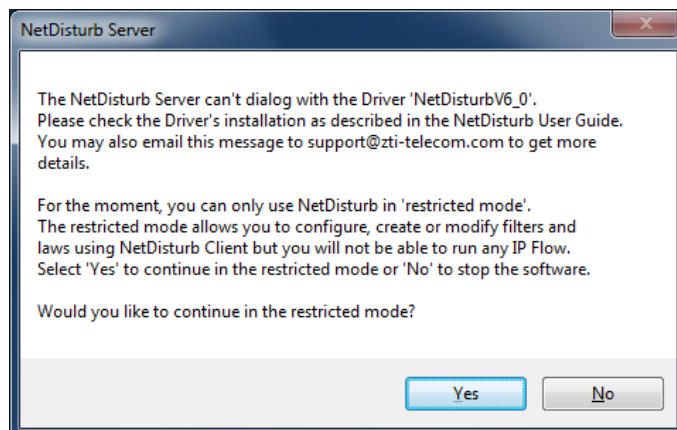 NetDisturb Server
The NetDisturb Server can't dialog with the Driver 'NetDisturbV6_0'.
Please check the Driver's installation as described in the NetDisturb User Guide.
You may also email this message to support@zti-telecom.com to get more
details.
For the moment, you can only use NetDisturb in 'restricted mode'.
The restricted mode allows you to configure, create or modify filters and
laws using NetDisturb Client but you will not be able to run any IP Flow.
Select 'Yes' to continue in the restricted mode or 'No' to stop the software.
Would you like to continue in the restricted mode?
Yes No